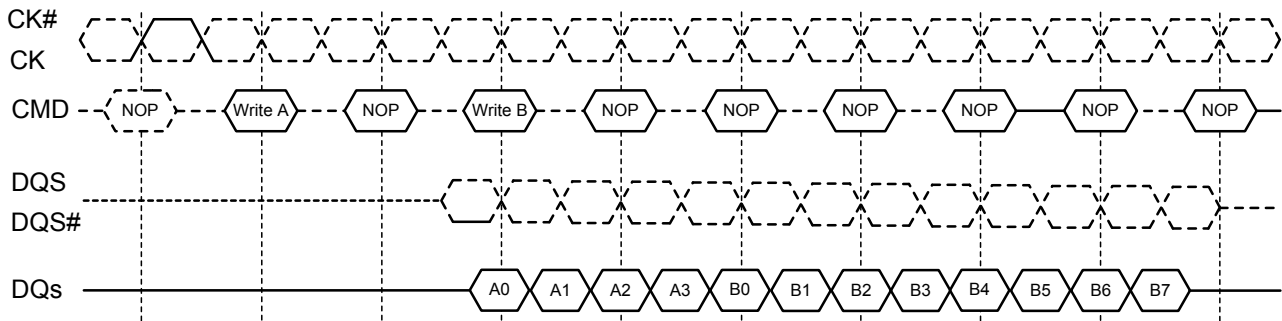 CK#
CK
CMD NOP Write A NOP Write B NOP NOP NOP NOP NOP NOP
DQS
DQS#
DQs A0 A1 A2 A3 B0 B1 B2 B3 B4 B5 B6 B7